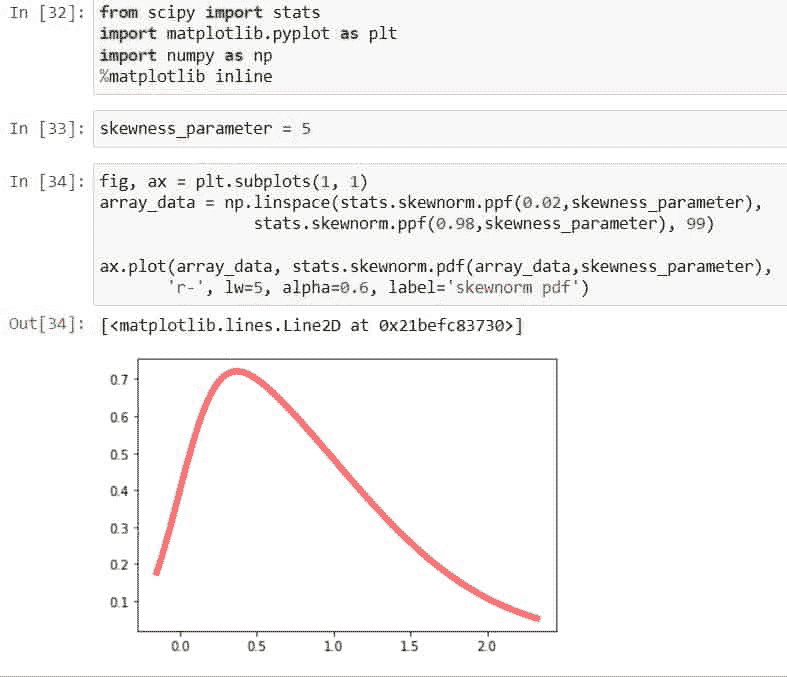 In [32]: from scipy import stats
import matplotlib.pyplot as plt
import numpy as np
%matplotlib inline
In [33]: skewness_parameter = 5
In [34]: fig, ax = plt.subplots(1, 1)
array_data = np.linspace(stats.skewnorm.ppf(0.02,skewness_parameter),
stats.skewnorm.ppf(0.98,skewness_parameter), 99)
ax.plot(array_data, stats.skewnorm.pdf(array_data,skewness_parameter),
'r-', lw=5, alpha=0.6, label='skewnorm pdf')
Out[34]: [<matplotlib.lines.Line2D at 0x21befc83730>]
0.7
0.6
0.5
0.4
0.3
0.2
0.1
0.0 0.5 1.0 1.5 2.0